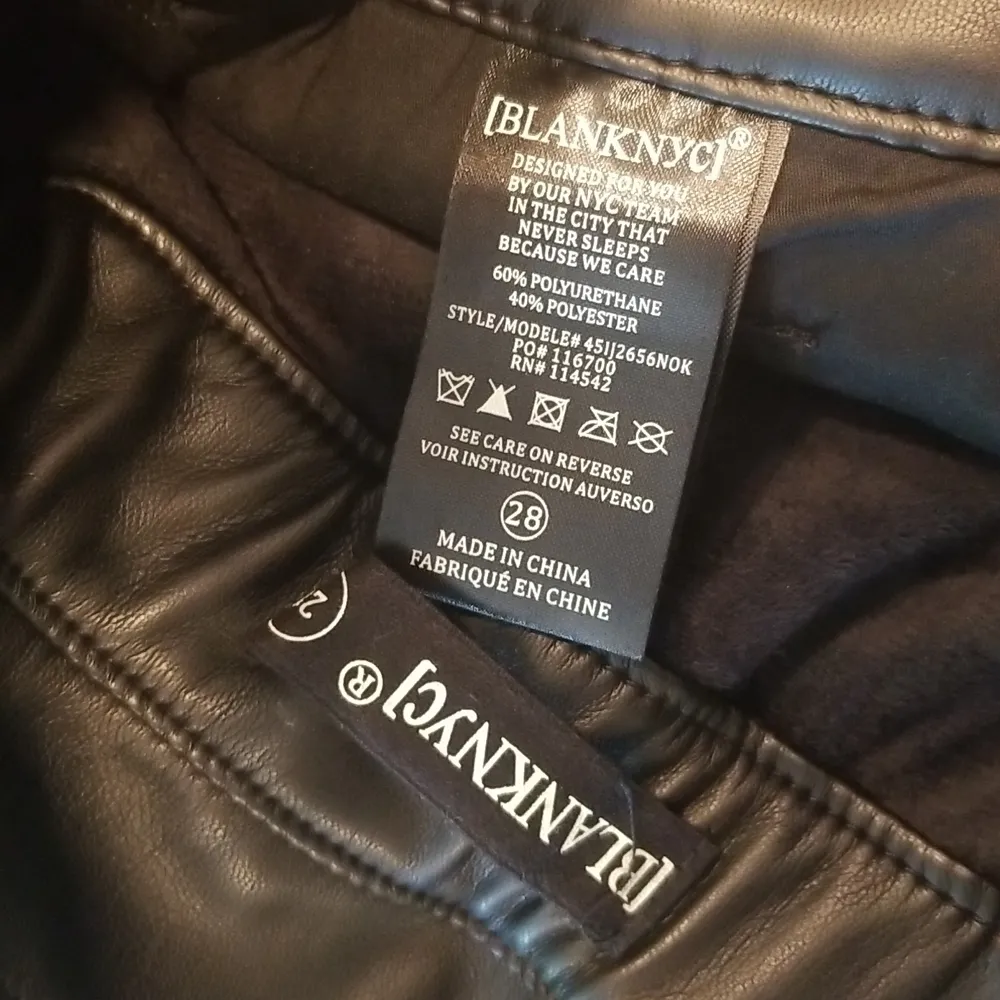 [BLANKNYC]®
DESIGNED FOR YOU
BY OUR NYC TEAM
IN THE CITY THAT
NEVER SLEEPS
BECAUSE WE CARE
60% POLYURETHANE
40% POLYESTER
STYLE/MODELE# 45IJ2656NOK
PO# 116700
RN# 114542
SEE CARE ON REVERSE
VOIR INSTRUCTION AUVERSO
28
MADE IN CHINA
FABRIQUÉ EN CHINE
[BLANKNYC]®